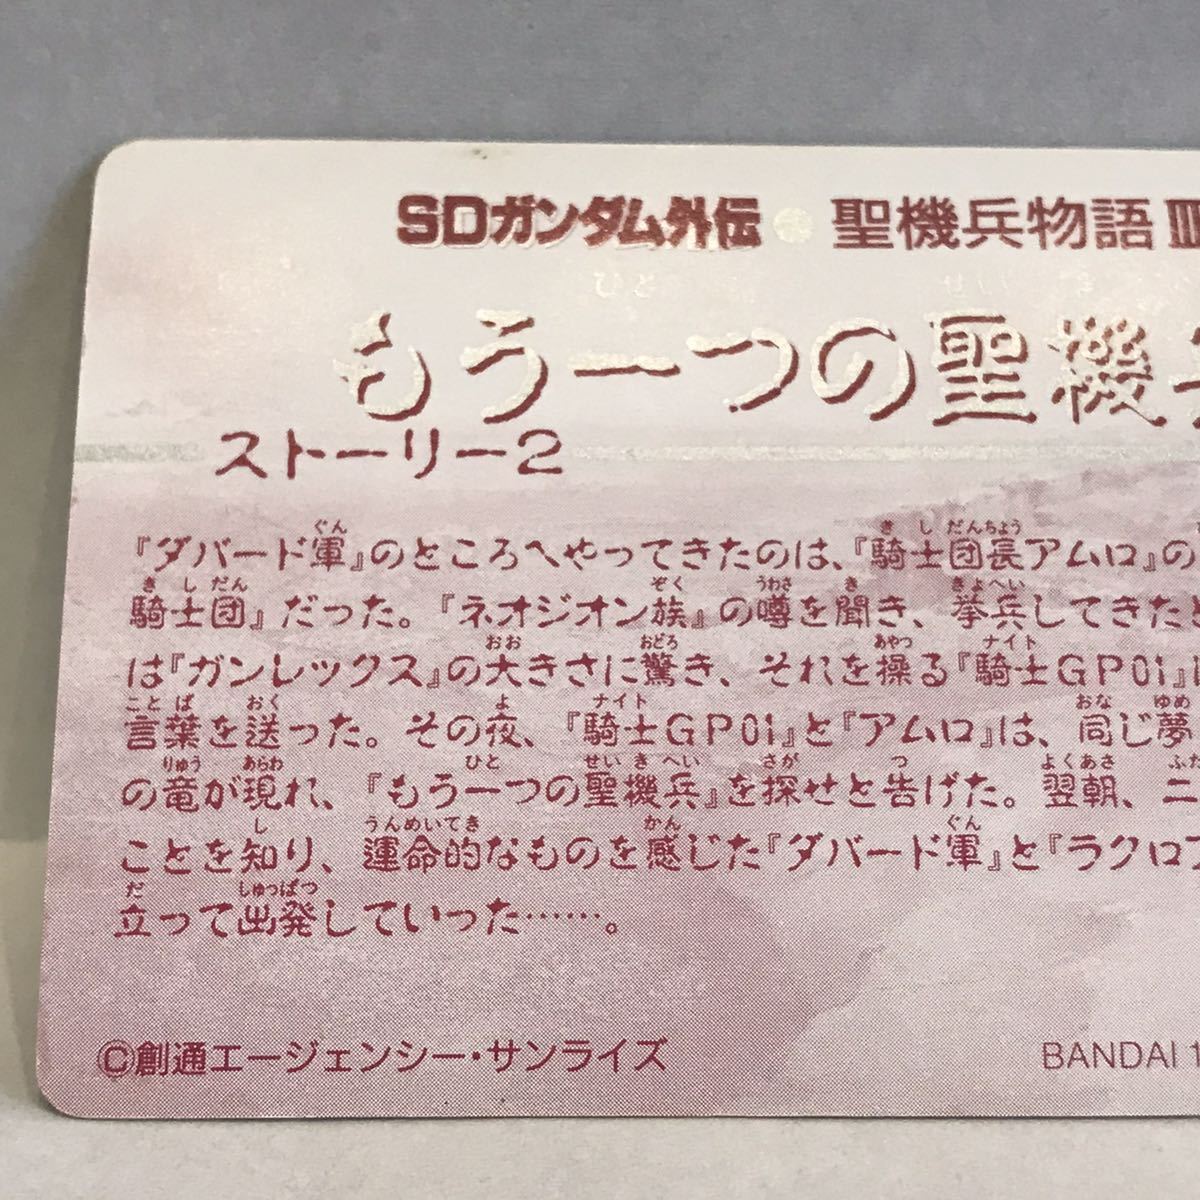 SDガンダム外伝・聖機兵物語III
もう一つの聖機
ストーリー2
『ダバード軍』のところへやってきたのは、『騎士団長アムロ』の
騎士団』だった。『ネオジオン族』の噂を聞き、挙兵してきた
は『ガンレックス』の大きさに驚き、それを操る『騎士GP01』
言葉を送った。その夜、『騎士GP01』と『アムロ』は、同じ夢
の竜が現れ、『もう一つの聖機兵』を探せと告げた。翌朝、二
ことを知り、運命的なものを感じた『ダバード軍』と『ラクロア
立って出発していった……。
©創通エージェンシー・サンライズ
BANDAI 1